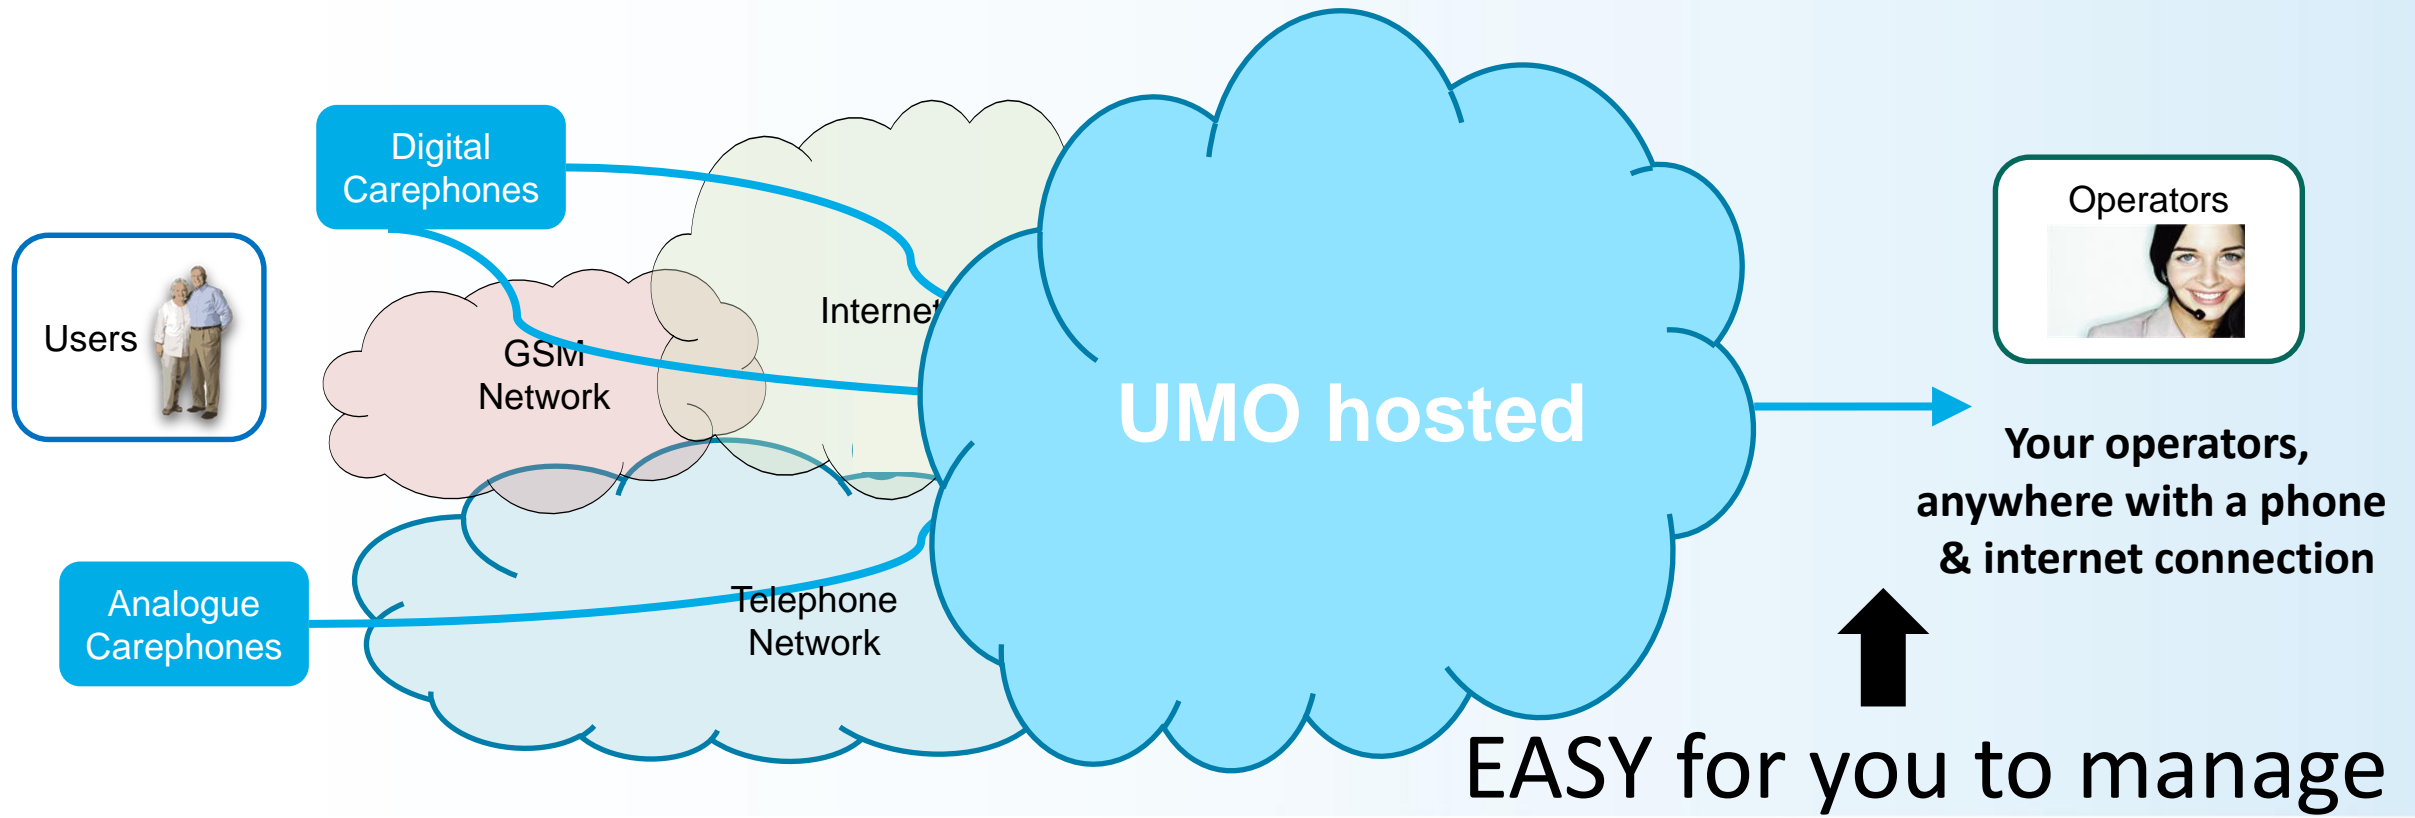 Digital
Carephones
Users
GSM
Network
Internet
UMO hosted
Operators
Your operators,
anywhere with a phone
& internet connection
Analogue
Carephones
Telephone
Network
EASY for you to manage